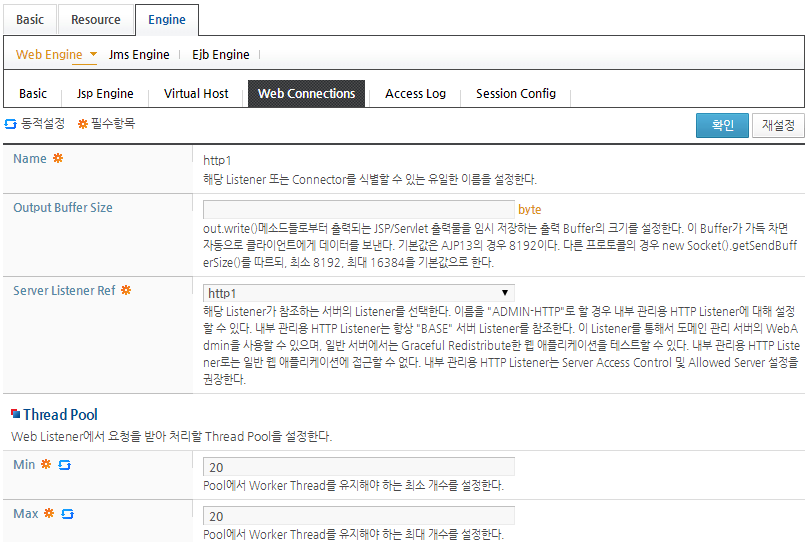 Basic Resource Engine
Web Engine Jms Engine Ejb Engine
Basic Jsp Engine Virtual Host Web Connections Access Log Session Config
동적설정 필수항목 확인 재설정
Name http1
해당 Listener 또는 Connector를 식별할 수 있는 유일한 이름을 설정한다.
Output Buffer Size byte
out.write()메소드들로부터 출력되는 JSP/Servlet 출력물을 임시 저장하는 출력 Buffer의 크기를 설정한다. 이 Buffer가 가득 차면
자동으로 클라이언트에게 데이터를 보낸다. 기본값은 AJP13의 경우 8192이다. 다른 프로토콜의 경우 new Socket().getSendBuff
erSize()를 따르되, 최소 8192, 최대 16384을 기본값으로 한다.
Server Listener Ref http1
해당 Listener가 참조하는 서버의 Listener를 선택한다. 이름을 "ADMIN-HTTP"로 할 경우 내부 관리용 HTTP Listener에 대해 설정
할 수 있다. 내부 관리용 HTTP Listener는 항상 "BASE" 서버 Listener를 참조한다. 이 Listener를 통해서 도메인 관리 서버의 WebA
dmin을 사용할 수 있으며, 일반 서버에서는 Graceful Redistribute한 웹 애플리케이션을 테스트할 수 있다. 내부 관리용 HTTP Liste
ner로는 일반 웹 애플리케이션에 접근할 수 없다. 내부 관리용 HTTP Listener는 Server Access Control 및 Allowed Server 설정을
권장한다.
Thread Pool
Web Listener에서 요청을 받아 처리할 Thread Pool을 설정한다.
Min 20
Pool에서 Worker Thread를 유지해야 하는 최소 개수를 설정한다.
Max 20
Pool에서 Worker Thread를 유지해야 하는 최대 개수를 설정한다.